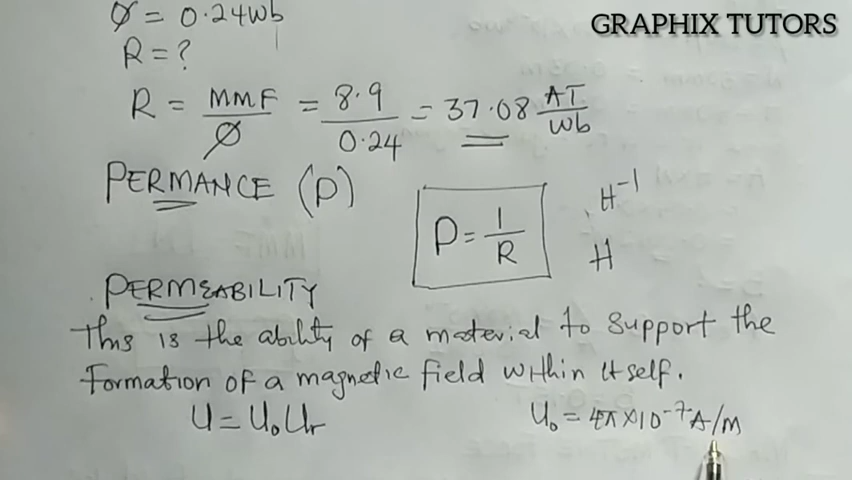 GRAPHIX TUTORS
Ø = 0.24wb
R = ?
R = MMF/Ø = 8.9/0.24 = 37.08 AT/Wb
PERMANCE (P)
P = 1/R
H⁻¹
H
PERMEABILITY
This is the ability of a material to support the
Formation of a magnetic field within itself.
U = U₀Uᵣ
U₀ = 4π×10⁻⁷A/M